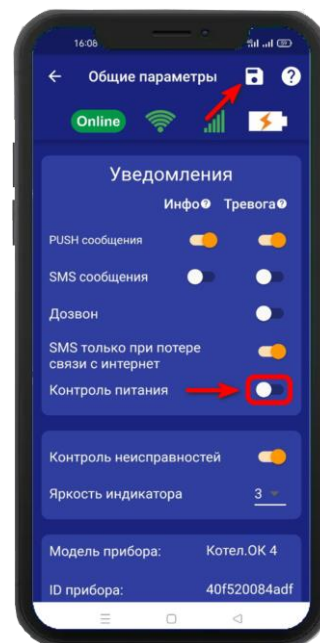 16:08
← Общие параметры ?
Online
Уведомления
Инфо? Тревога?
PUSH сообщения
SMS сообщения
Дозвон
SMS только при потере
связи с интернет
Контроль питания
Контроль неисправностей
Яркость индикатора 3
Модель прибора: Котел.ОК 4
ID прибора: 40f520084adf